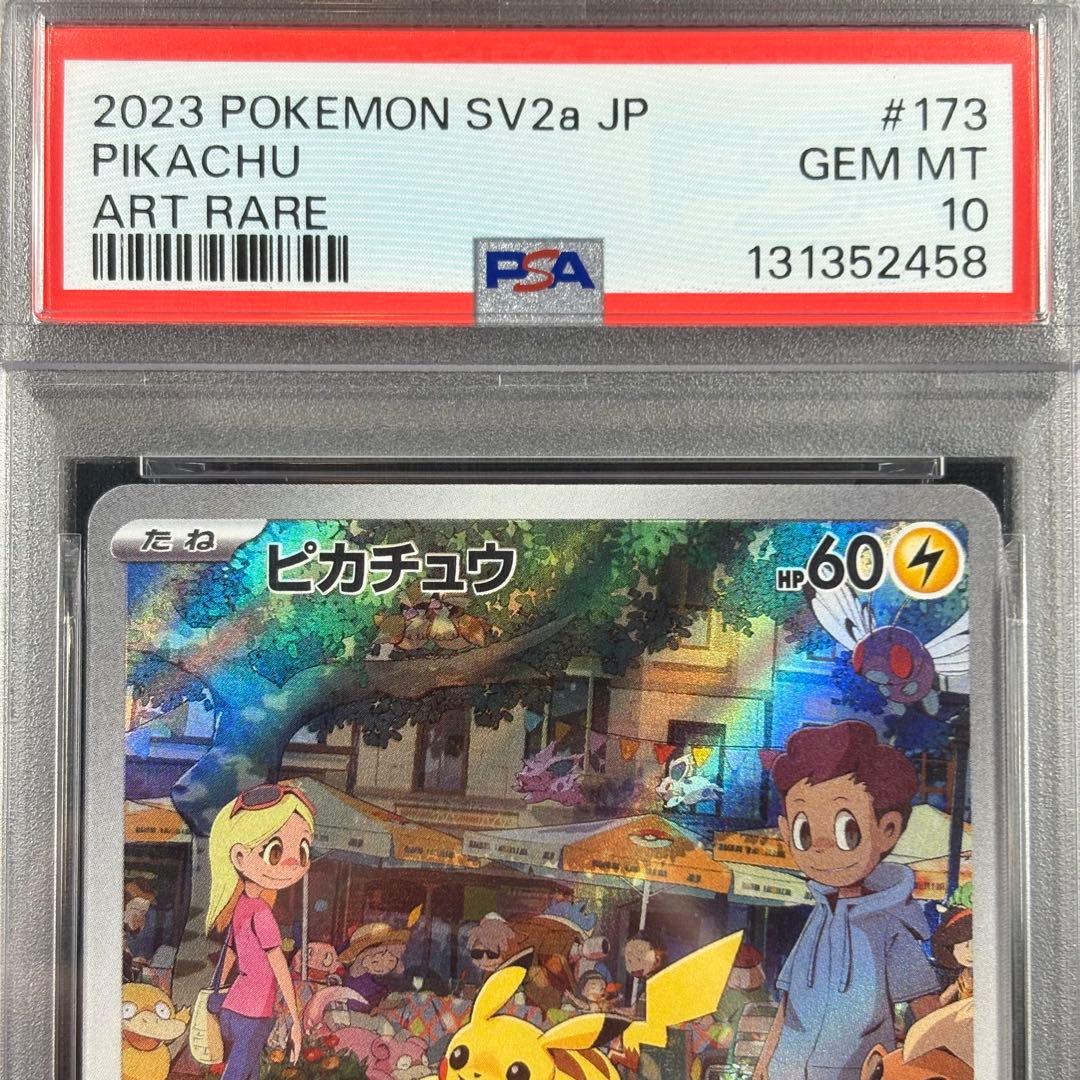 2023 POKEMON SV2a JP #173
PIKACHU GEM MT
ART RARE 10
PSA 131352458
たね ピカチュウ HP60